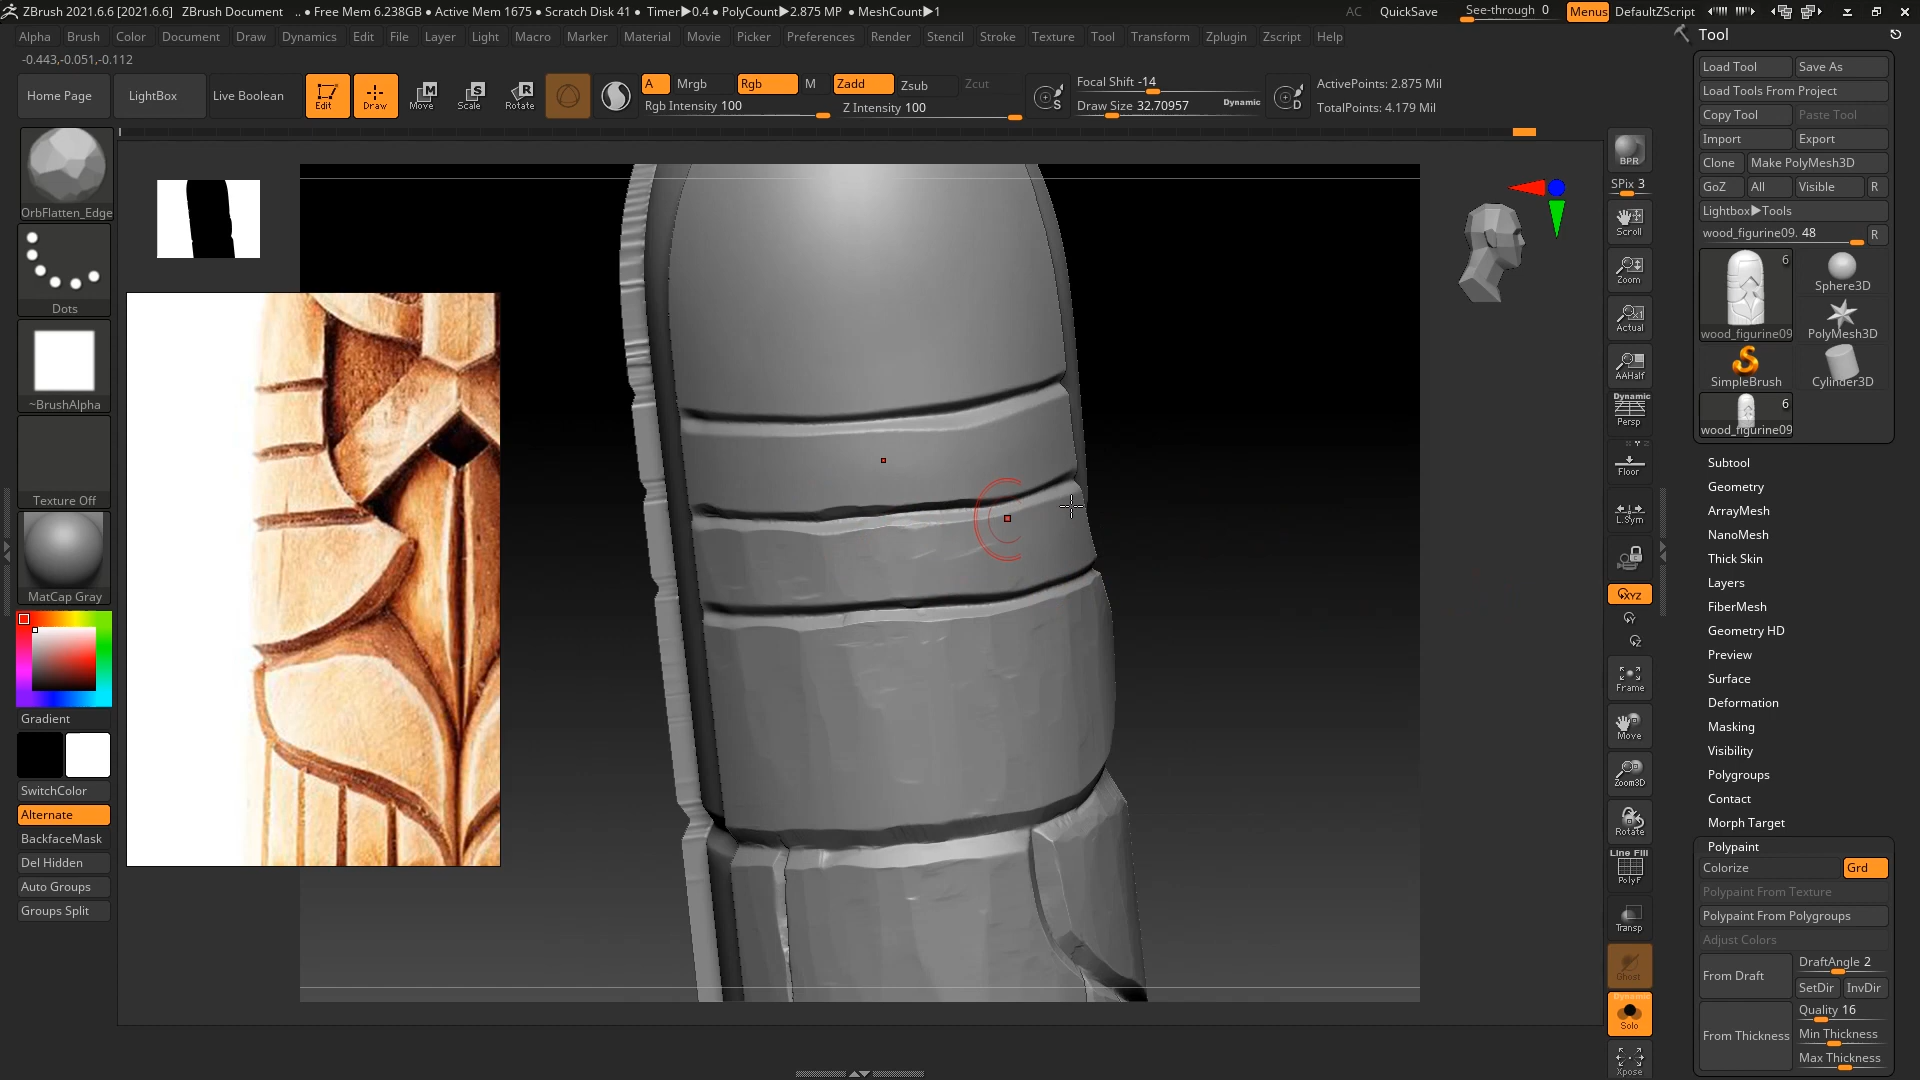 ZBrush 2021.6.6 [2021.6.6] ZBrush Document .. ● Free Mem 6.238GB ● Active Mem 1675 ● Scratch Disk 41 ● Timer▶0.4 ● PolyCount▶2.875 MP ● MeshCount▶1 AC QuickSave See-through 0 Menus DefaultZScript
Alpha Brush Color Document Draw Dynamics Edit File Layer Light Macro Marker Material Movie Picker Preferences Render Stencil Stroke Texture Tool Transform Zplugin Zscript Help
-0.443,-0.051,-0.112
Home Page LightBox Live Boolean Edit Draw Move Scale Rotate
A Mrgb Rgb M Zadd Zsub Zcut
Rgb Intensity 100 Z Intensity 100
Focal Shift -14
Draw Size 32.70957 Dynamic
ActivePoints: 2.875 Mil
TotalPoints: 4.179 Mil
OrbFlatten_Edge
Dots
~BrushAlpha
Texture Off
MatCap Gray
Gradient
SwitchColor
Alternate
BackfaceMask
Del Hidden
Auto Groups
Groups Split
BPR
SPix 3
Scroll
Zoom
Actual
AAHalf
Dynamic
Persp
Floor
L.Sym
XYZ
Frame
Move
Zoom3D
Rotate
Line Fill
PolyF
Transp
Ghost
Dynamic
Solo
Xpose
Tool
Load Tool Save As
Load Tools From Project
Copy Tool Paste Tool
Import Export
Clone Make PolyMesh3D
GoZ All Visible R
Lightbox▶Tools
wood_figurine09. 48 R
6
Sphere3D
wood_figurine09 PolyMesh3D
SimpleBrush Cylinder3D
6
wood_figurine09
Subtool
Geometry
ArrayMesh
NanoMesh
Thick Skin
Layers
FiberMesh
Geometry HD
Preview
Surface
Deformation
Masking
Visibility
Polygroups
Contact
Morph Target
Polypaint
Colorize Grd
Polypaint From Texture
Polypaint From Polygroups
Adjust Colors
From Draft DraftAngle 2
SetDir InvDir
Quality 16
From Thickness Min Thickness
Max Thickness